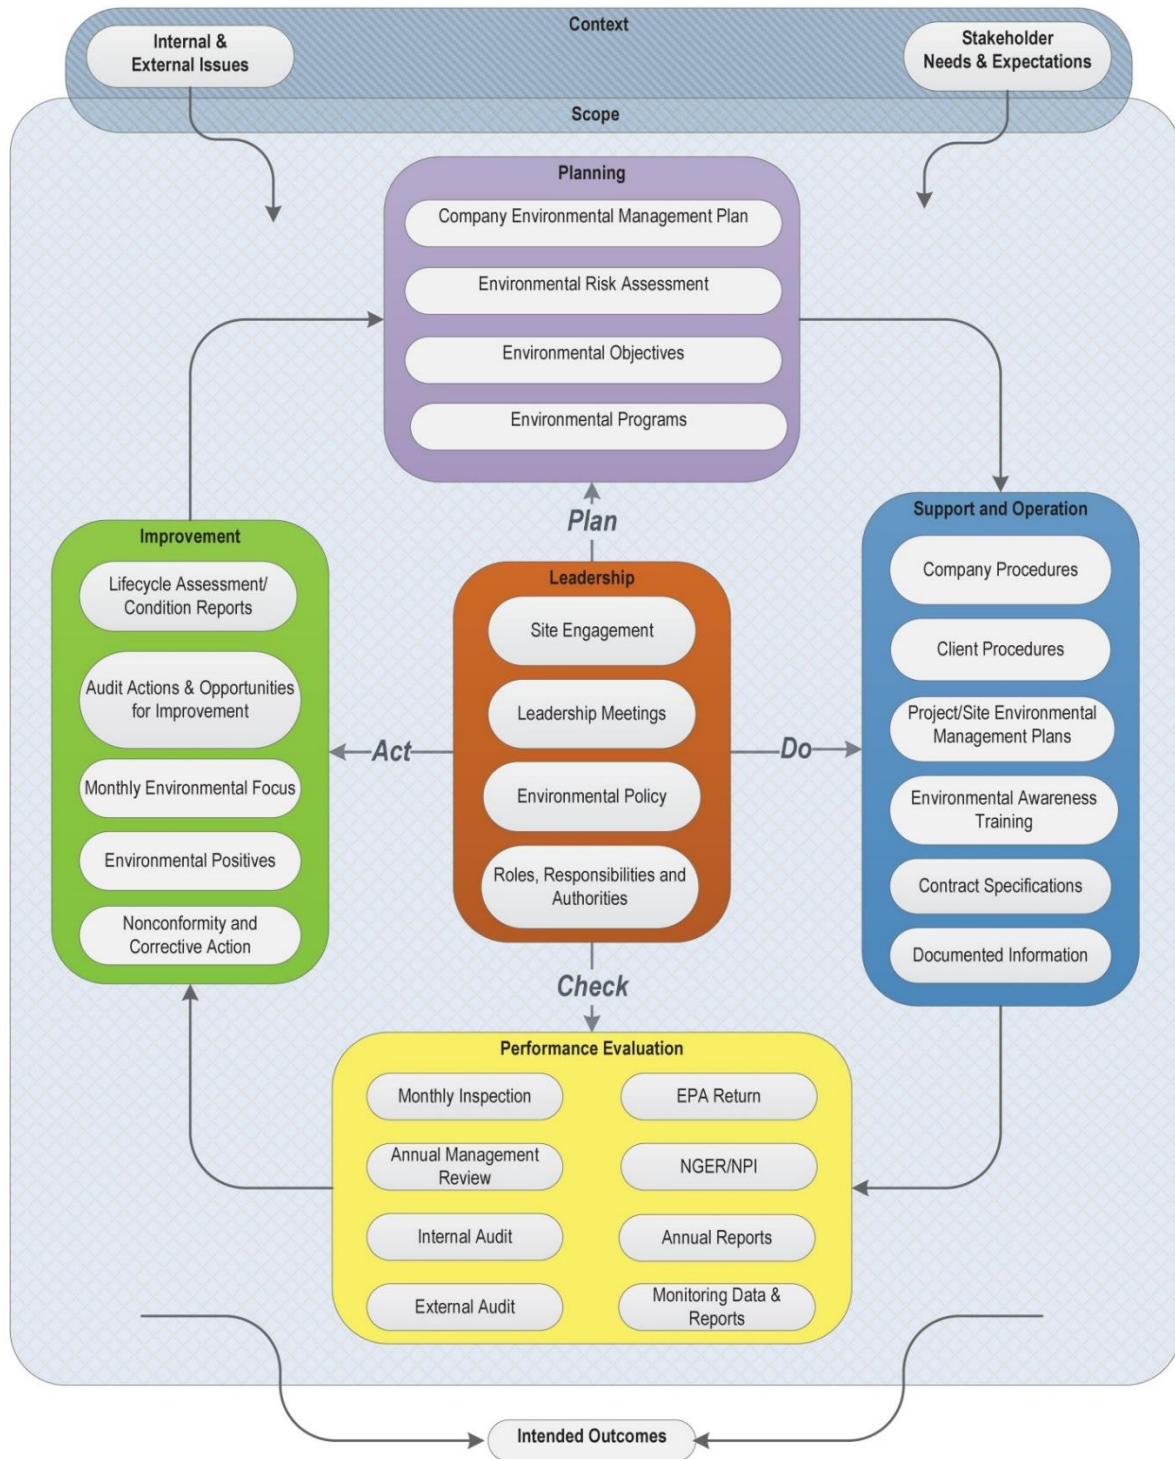 Context
Internal &
External Issues
Stakeholder
Needs & Expectations
Scope
Planning
Company Environmental Management Plan
Environmental Risk Assessment
Environmental Objectives
Environmental Programs
Plan
Improvement
Lifecycle Assessment/
Condition Reports
Audit Actions & Opportunities
for Improvement
Monthly Environmental Focus
Environmental Positives
Nonconformity and
Corrective Action
Act
Leadership
Site Engagement
Leadership Meetings
Environmental Policy
Roles, Responsibilities and
Authorities
Do
Support and Operation
Company Procedures
Client Procedures
Project/Site Environmental
Management Plans
Environmental Awareness
Training
Contract Specifications
Documented Information
Check
Performance Evaluation
Monthly Inspection
Annual Management
Review
Internal Audit
External Audit
EPA Return
NGER/NPI
Annual Reports
Monitoring Data &
Reports
Intended Outcomes